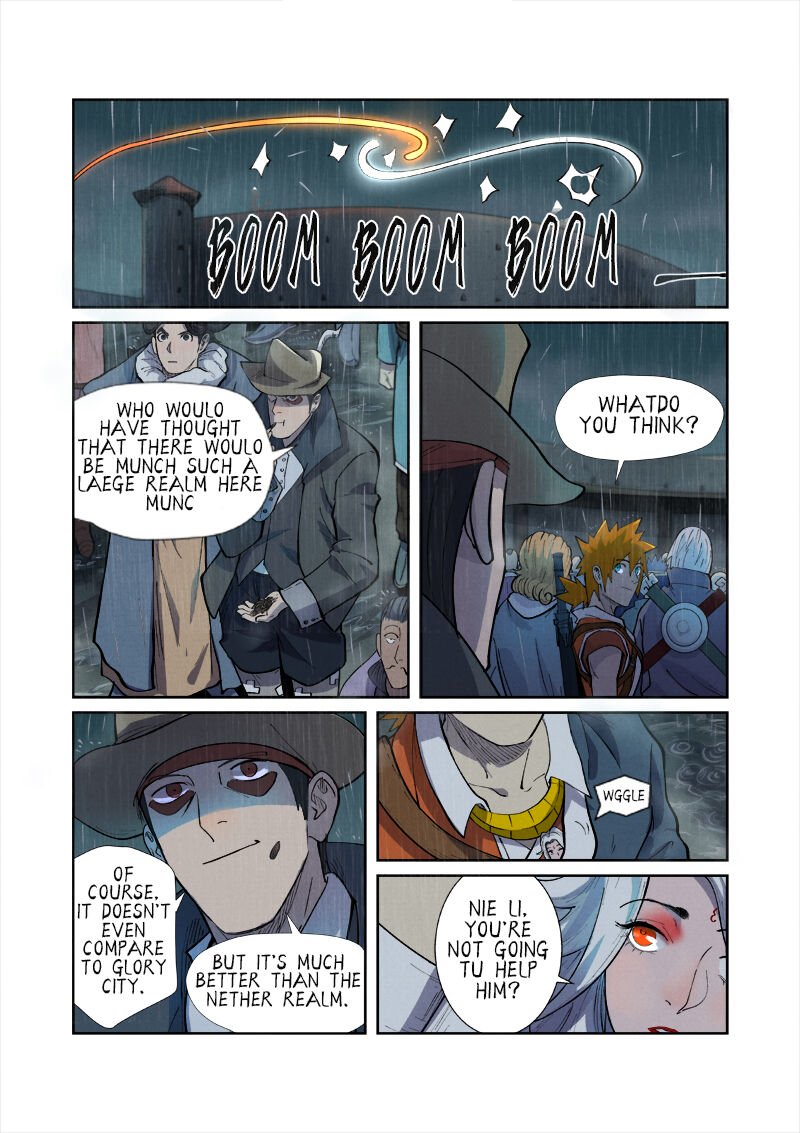 BOOM BOOM BOOM
WHO WOULD
HAVE THOUGHT
THAT THERE WOULD
BE MUNCH SUCH A
LAEGE REALM HERE
MUNC
WHATDO
YOU THINK?
OF
COURSE,
IT DOESN'T
EVEN
COMPARE
TO GLORY
CITY.
BUT IT'S MUCH
BETTER THAN THE
NETHER REALM.
WGGLE
NIE LI,
YOU'RE
NOT GOING
TU HELP
HIM?